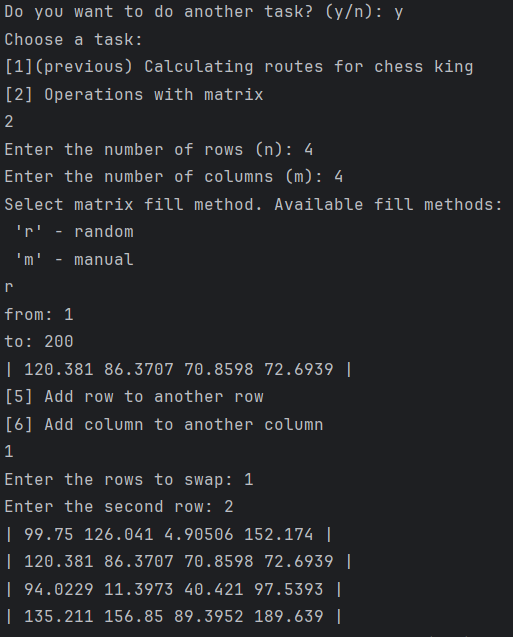 Do you want to do another task? (y/n): y
Choose a task:
[1](previous) Calculating routes for chess king
[2] Operations with matrix
2
Enter the number of rows (n): 4
Enter the number of columns (m): 4
Select matrix fill method. Available fill methods:
 'r' - random
 'm' - manual
r
from: 1
to: 200
| 120.381 86.3707 70.8598 72.6939 |
[5] Add row to another row
[6] Add column to another column
1
Enter the rows to swap: 1
Enter the second row: 2
| 99.75 126.041 4.90506 152.174 |
| 120.381 86.3707 70.8598 72.6939 |
| 94.0229 11.3973 40.421 97.5393 |
| 135.211 156.85 89.3952 189.639 |